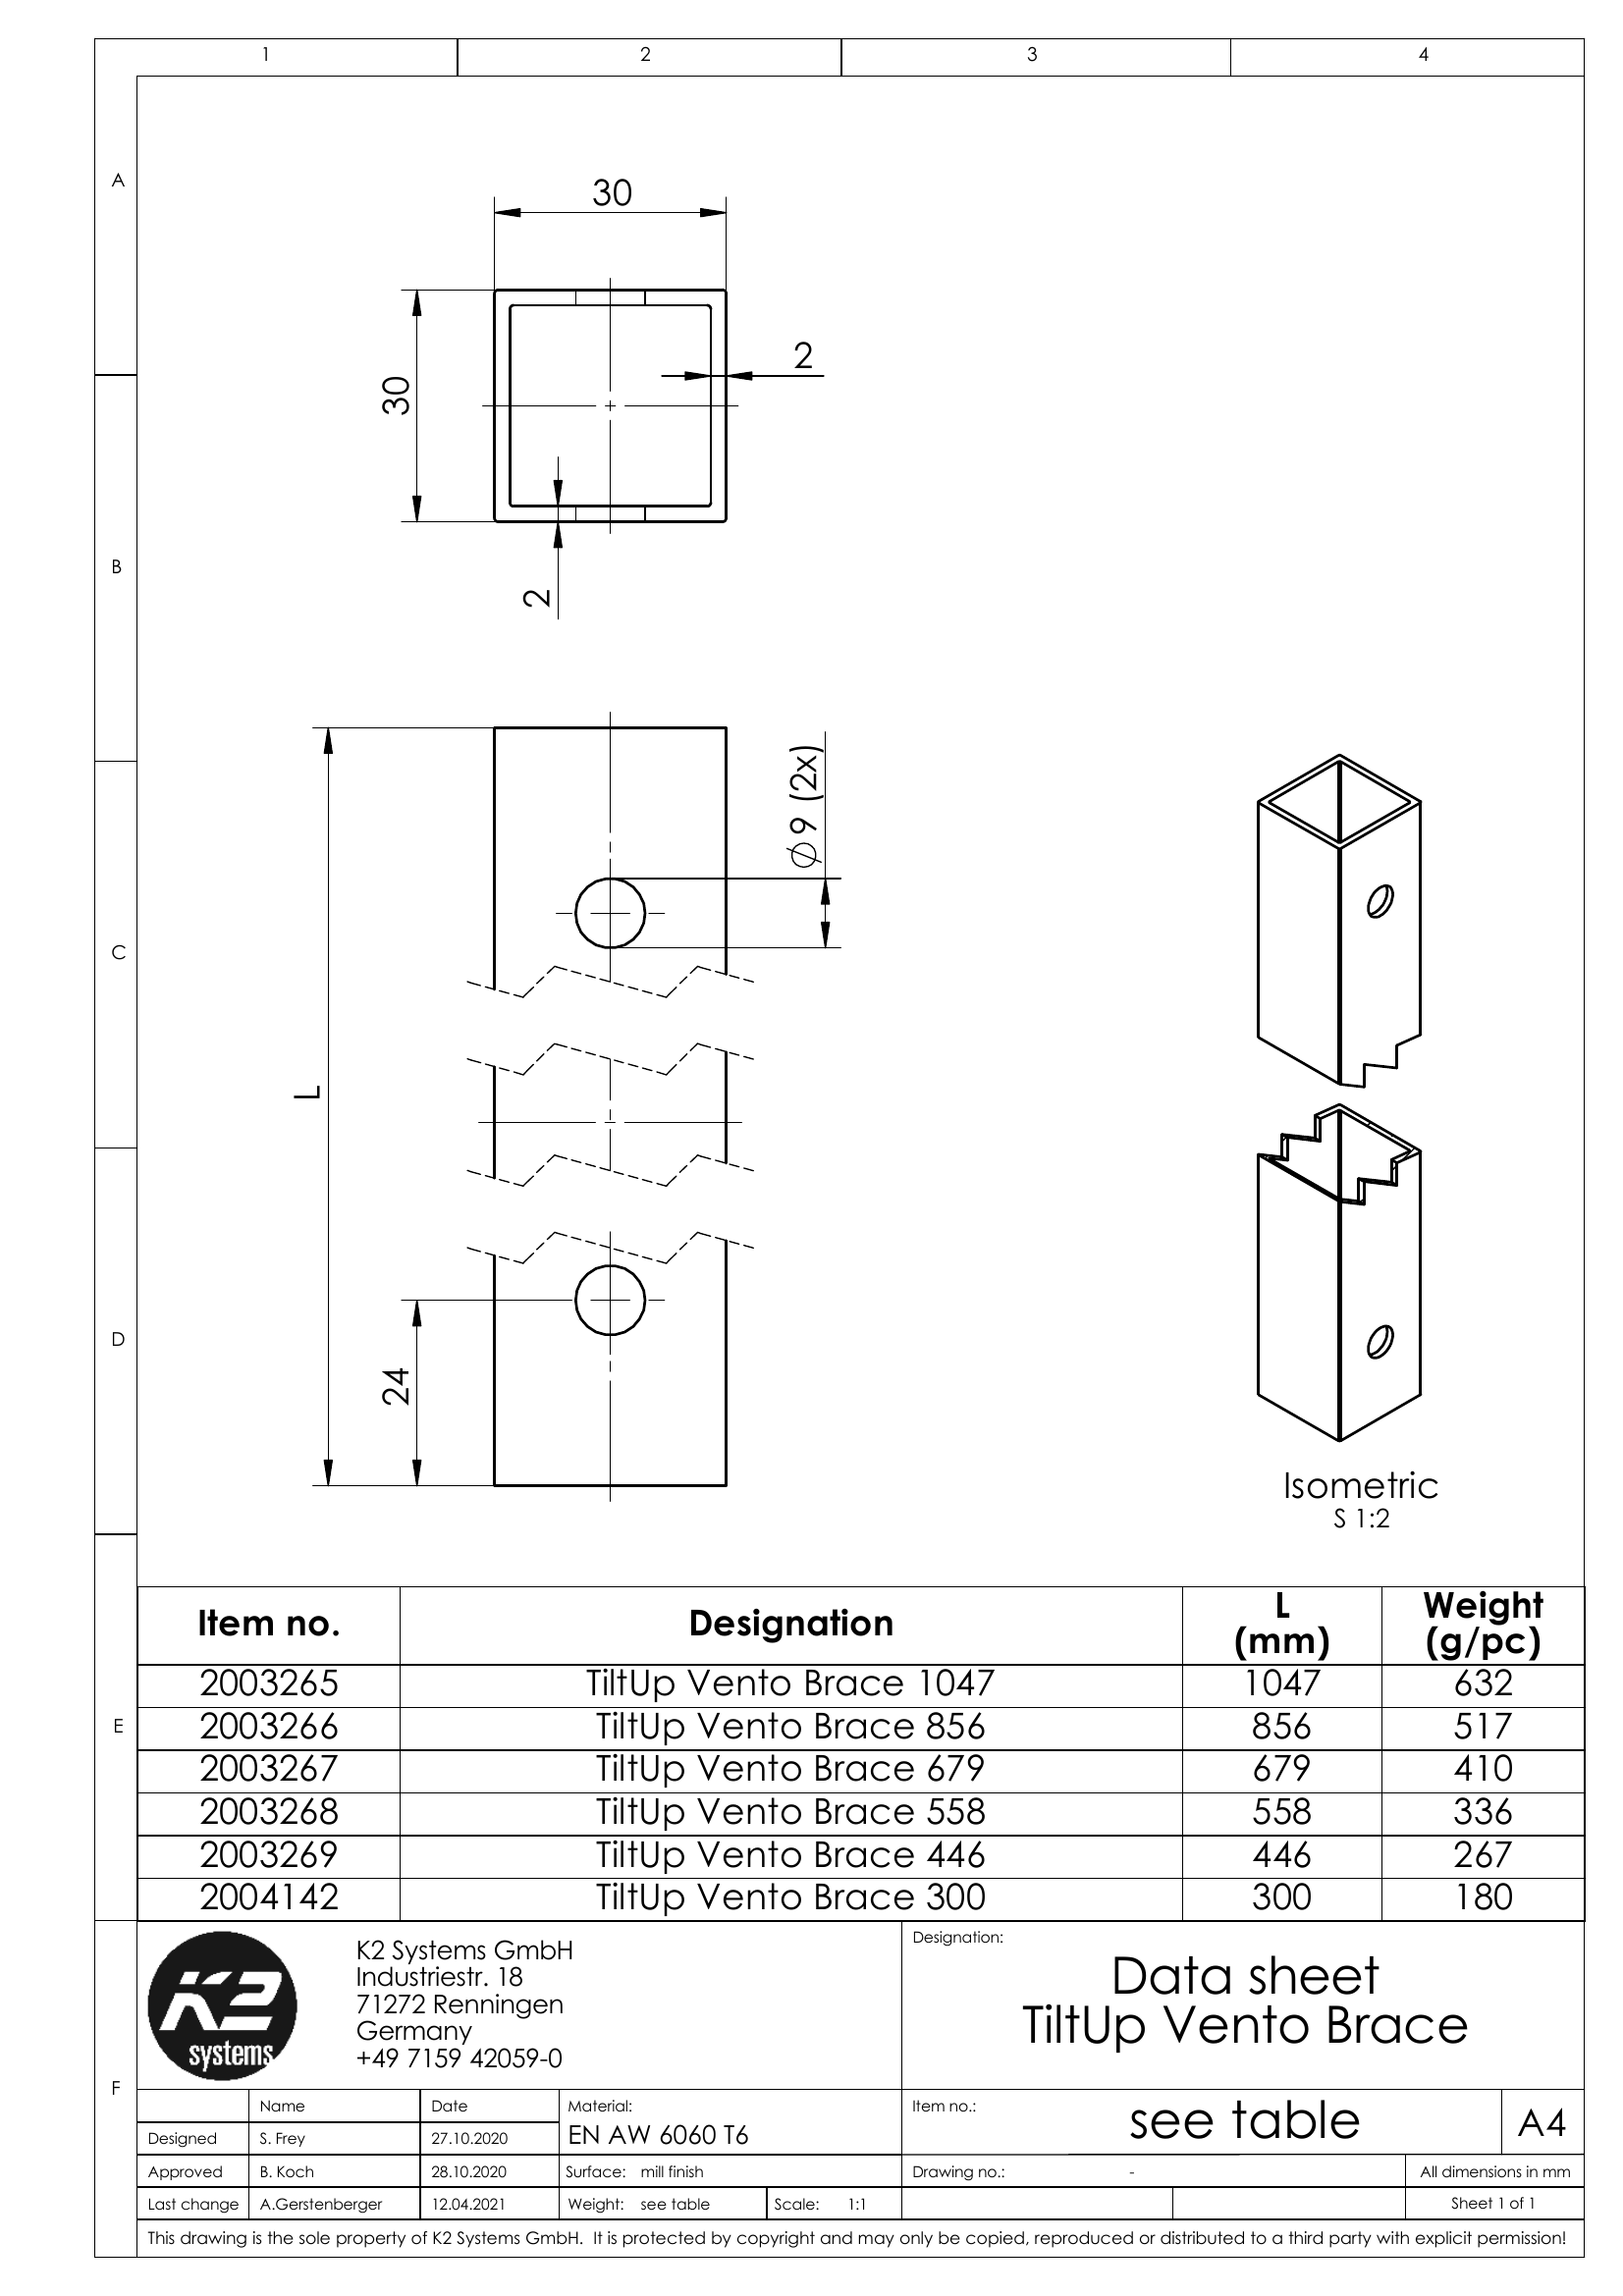 1 2 3 4
A
30
30
2
B
2
Ø 9 (2x)
C
L
D
24
Isometric
S 1:2
Item no. Designation L (mm) Weight (g/pc)
2003265 TiltUp Vento Brace 1047 1047 632
E
2003266 TiltUp Vento Brace 856 856 517
2003267 TiltUp Vento Brace 679 679 410
2003268 TiltUp Vento Brace 558 558 336
2003269 TiltUp Vento Brace 446 446 267
2004142 TiltUp Vento Brace 300 300 180
K2
systems
K2 Systems GmbH
Industriestr. 18
71272 Renningen
Germany
+49 7159 42059-0
Designation:
Data sheet
TiltUp Vento Brace
F
Name Date Material:
EN AW 6060 T6
Item no.: see table A4
Designed S. Frey 27.10.2020
Approved B. Koch 28.10.2020 Surface: mill finish Drawing no.: - All dimensions in mm
Last change A.Gerstenberger 12.04.2021 Weight: see table Scale: 1:1 Sheet 1 of 1
This drawing is the sole property of K2 Systems GmbH. It is protected by copyright and may only be copied, reproduced or distributed to a third party with explicit permission!